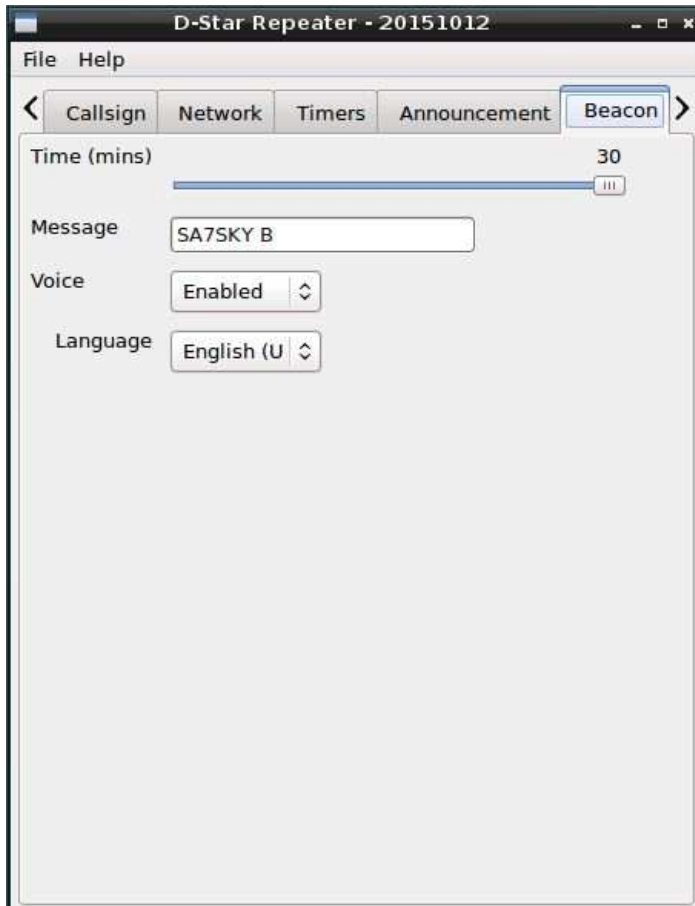 D-Star Repeater - 20151012
File Help
Callsign Network Timers Announcement Beacon
Time (mins) 30
Message SA7SKY B
Voice Enabled
Language English (U